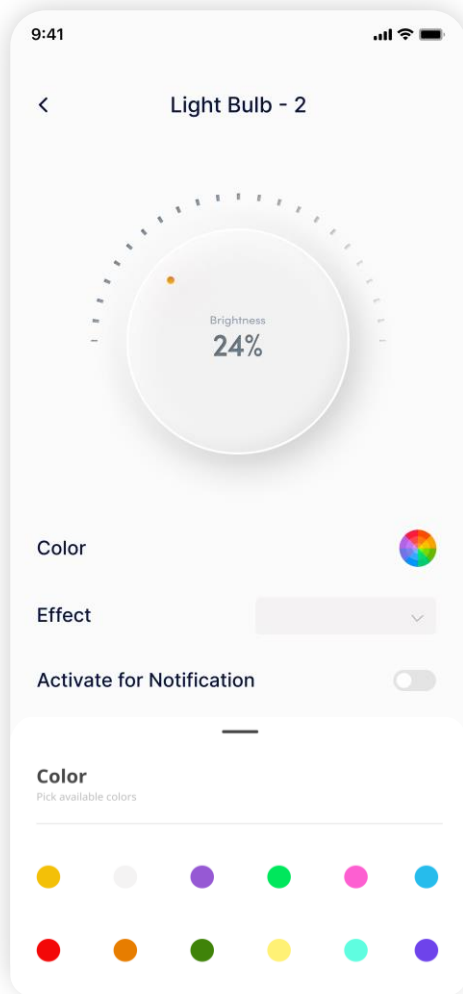 9:41
Light Bulb - 2
Brightness
24%
Color
Effect
Activate for Notification
Color
Pick available colors